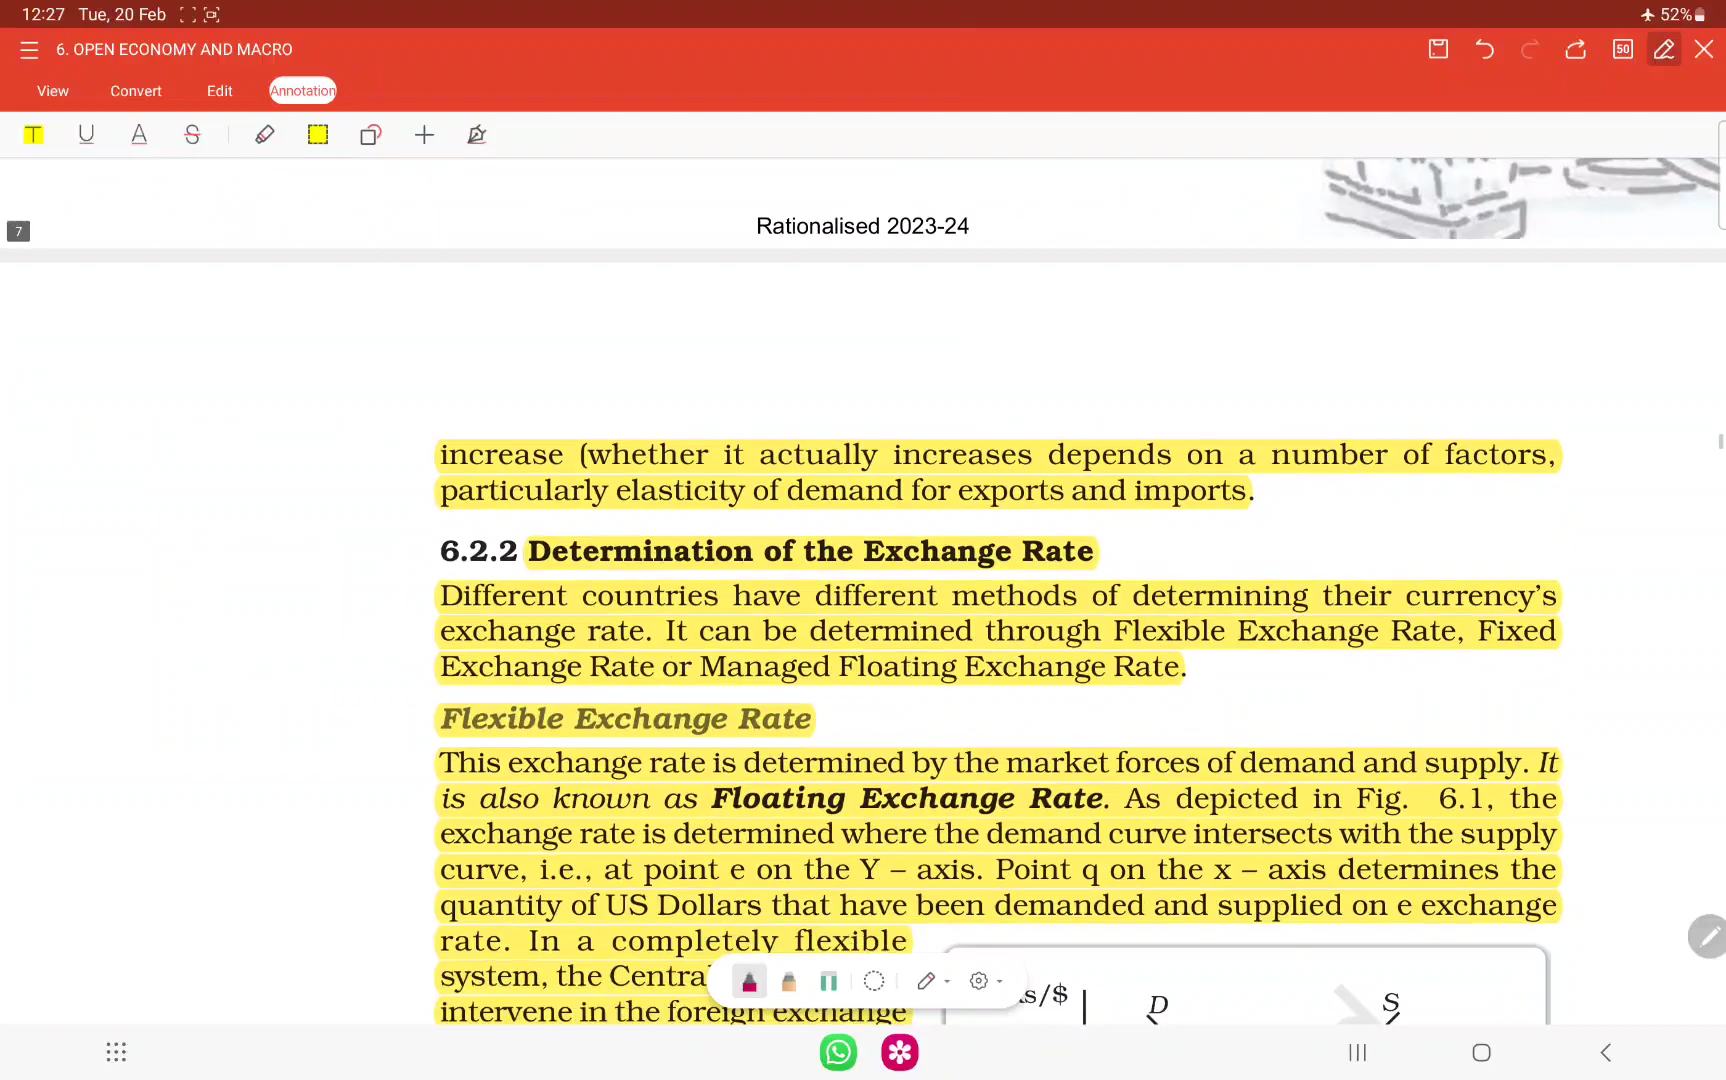 12:27 Tue, 20 Feb
52%
6. OPEN ECONOMY AND MACRO
50
View Convert Edit Annotation
T U A S
7
Rationalised 2023-24
increase (whether it actually increases depends on a number of factors,
particularly elasticity of demand for exports and imports.
6.2.2 Determination of the Exchange Rate
Different countries have different methods of determining their currency's
exchange rate. It can be determined through Flexible Exchange Rate, Fixed
Exchange Rate or Managed Floating Exchange Rate.
Flexible Exchange Rate
This exchange rate is determined by the market forces of demand and supply. It
is also known as Floating Exchange Rate. As depicted in Fig. 6.1, the
exchange rate is determined where the demand curve intersects with the supply
curve, i.e., at point e on the Y – axis. Point q on the x – axis determines the
quantity of US Dollars that have been demanded and supplied on e exchange
rate. In a completely flexible
system, the Centra
intervene in the foreign exchange
s/$ D S